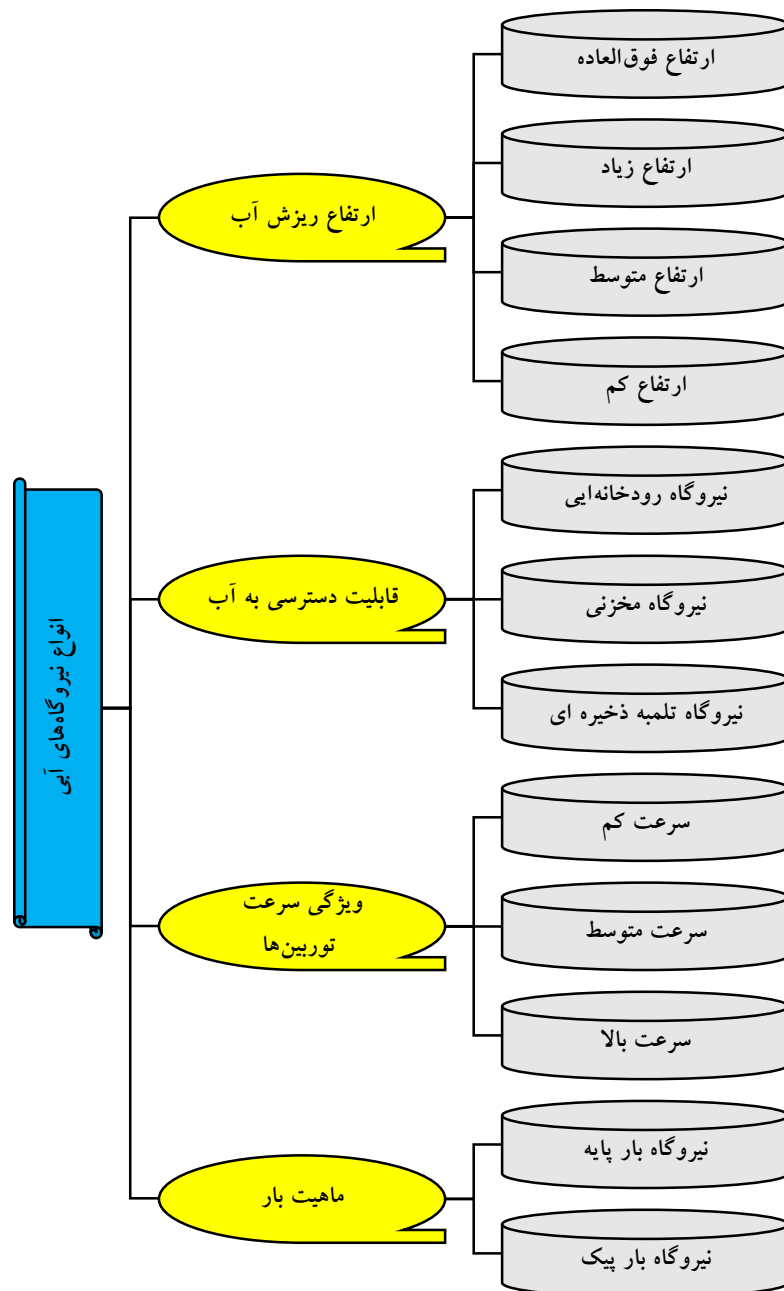 انواع نیروگاه‌های آبی
ارتفاع ریزش آب
ارتفاع فوق‌العاده
ارتفاع زیاد
ارتفاع متوسط
ارتفاع کم
قابلیت دسترسی به آب
نیروگاه رودخانه‌ایی
نیروگاه مخزنی
نیروگاه تلمبه ذخیره ای
ویژگی سرعت
توربین‌ها
سرعت کم
سرعت متوسط
سرعت بالا
ماهیت بار
نیروگاه بار پایه
نیروگاه بار پیک